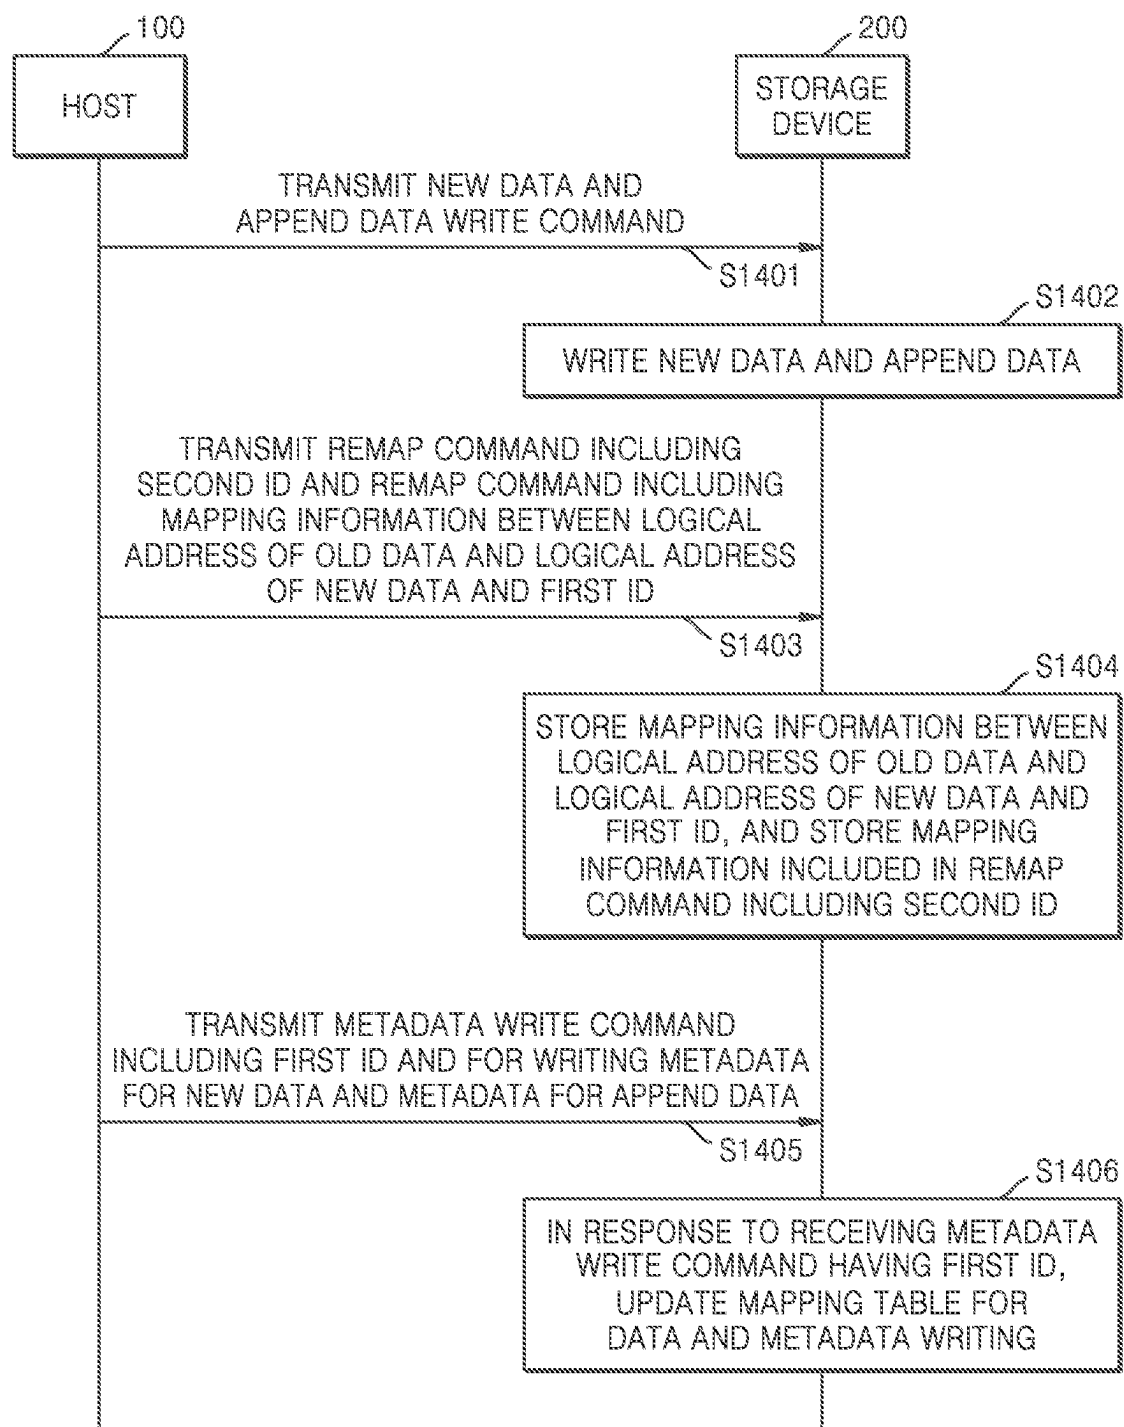 100
200
HOST
STORAGE
DEVICE
TRANSMIT NEW DATA AND
APPEND DATA WRITE COMMAND
S1401
S1402
WRITE NEW DATA AND APPEND DATA
TRANSMIT REMAP COMMAND INCLUDING
SECOND ID AND REMAP COMMAND INCLUDING
MAPPING INFORMATION BETWEEN LOGICAL
ADDRESS OF OLD DATA AND LOGICAL ADDRESS
OF NEW DATA AND FIRST ID
S1403
S1404
STORE MAPPING INFORMATION BETWEEN
LOGICAL ADDRESS OF OLD DATA AND
LOGICAL ADDRESS OF NEW DATA AND
FIRST ID, AND STORE MAPPING
INFORMATION INCLUDED IN REMAP
COMMAND INCLUDING SECOND ID
TRANSMIT METADATA WRITE COMMAND
INCLUDING FIRST ID AND FOR WRITING METADATA
FOR NEW DATA AND METADATA FOR APPEND DATA
S1405
S1406
IN RESPONSE TO RECEIVING METADATA
WRITE COMMAND HAVING FIRST ID,
UPDATE MAPPING TABLE FOR
DATA AND METADATA WRITING